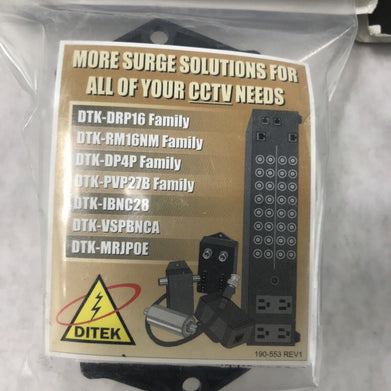 MORE SURGE SOLUTIONS FOR
ALL OF YOUR CCTV NEEDS
DTK-DRP16 Family
DTK-RM16NM Family
DTK-DP4P Family
DTK-PVP27B Family
DTK-IBNC28
DTK-VSPBNCA
DTK-MRJPOE
DITEK
190-553 REV1